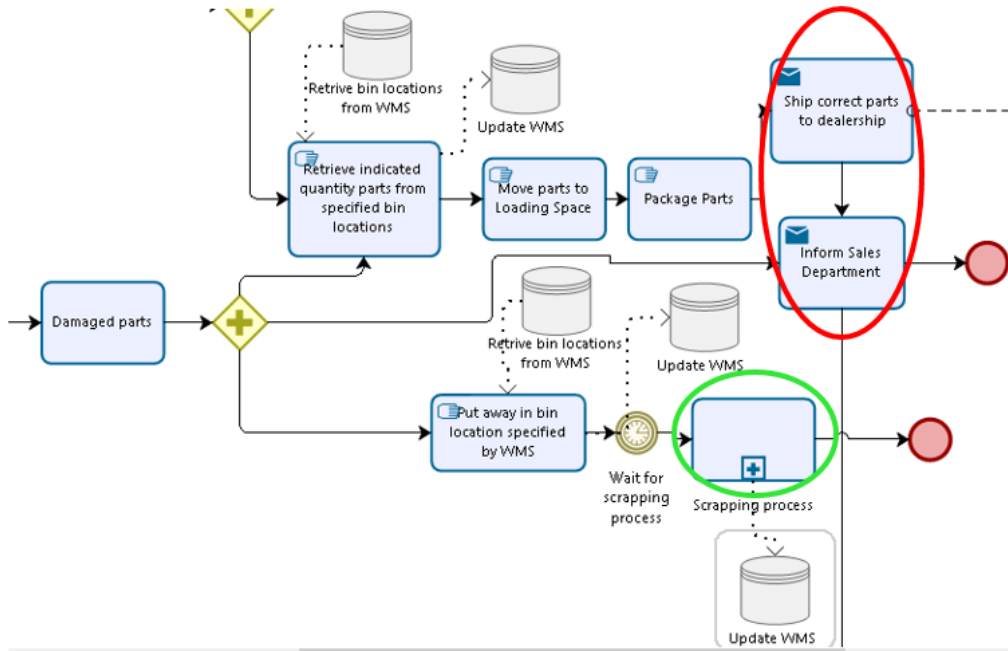 Retrive bin locations
from WMS
Update WMS
Ship correct parts
to dealership
Retrieve indicated
quantity parts from
specified bin
locations
Move parts to
Loading Space
Package Parts
Inform Sales
Department
Damaged parts
Retrive bin locations
from WMS
Update WMS
Put away in bin
location specified
by WMS
Wait for
scrapping
process
Scrapping process
Update WMS